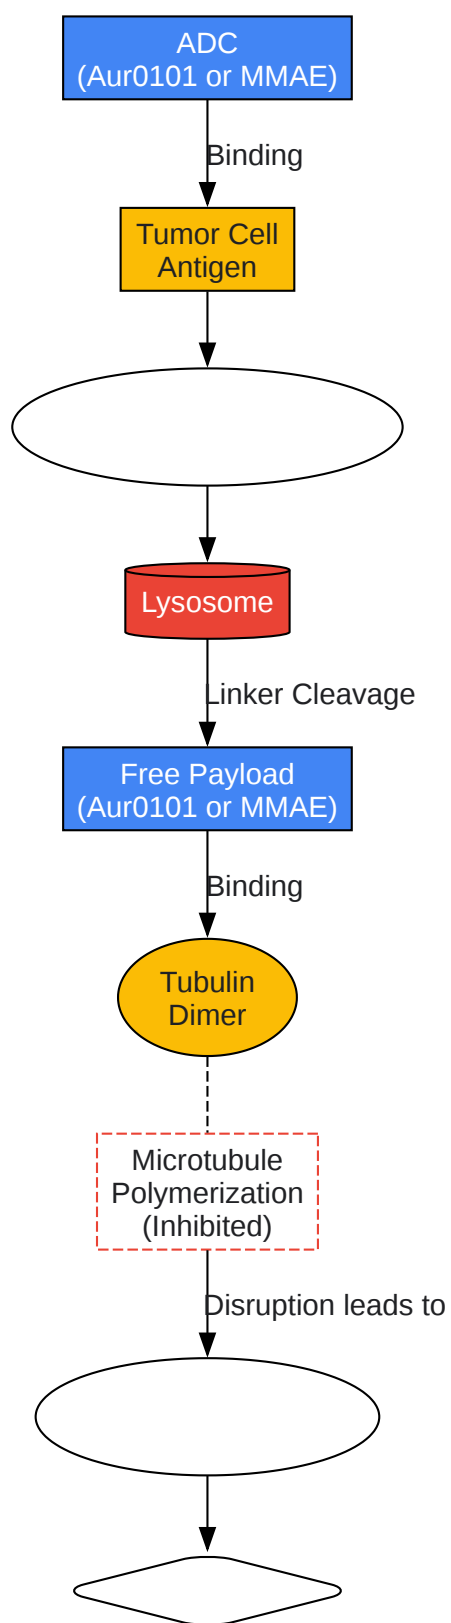 ADC
(Aur0101 or MMAE)
Binding
Tumor Cell
Antigen
Lysosome
Linker Cleavage
Free Payload
(Aur0101 or MMAE)
Binding
Tubulin
Dimer
Microtubule
Polymerization
(Inhibited)
Disruption leads to